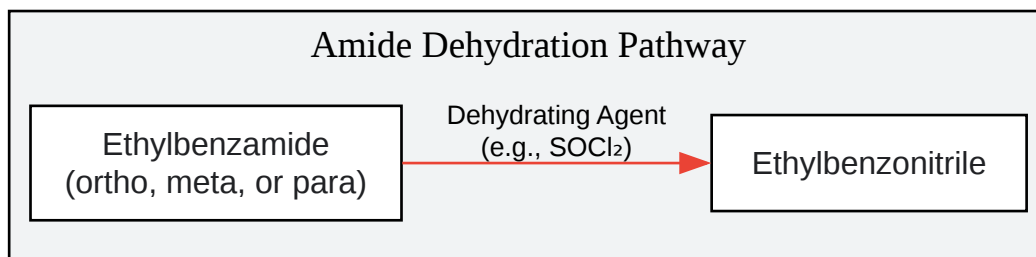 Amide Dehydration Pathway
Ethylbenzamide
(ortho, meta, or para)
Dehydrating Agent
(e.g., SOCl₂)
Ethylbenzonitrile